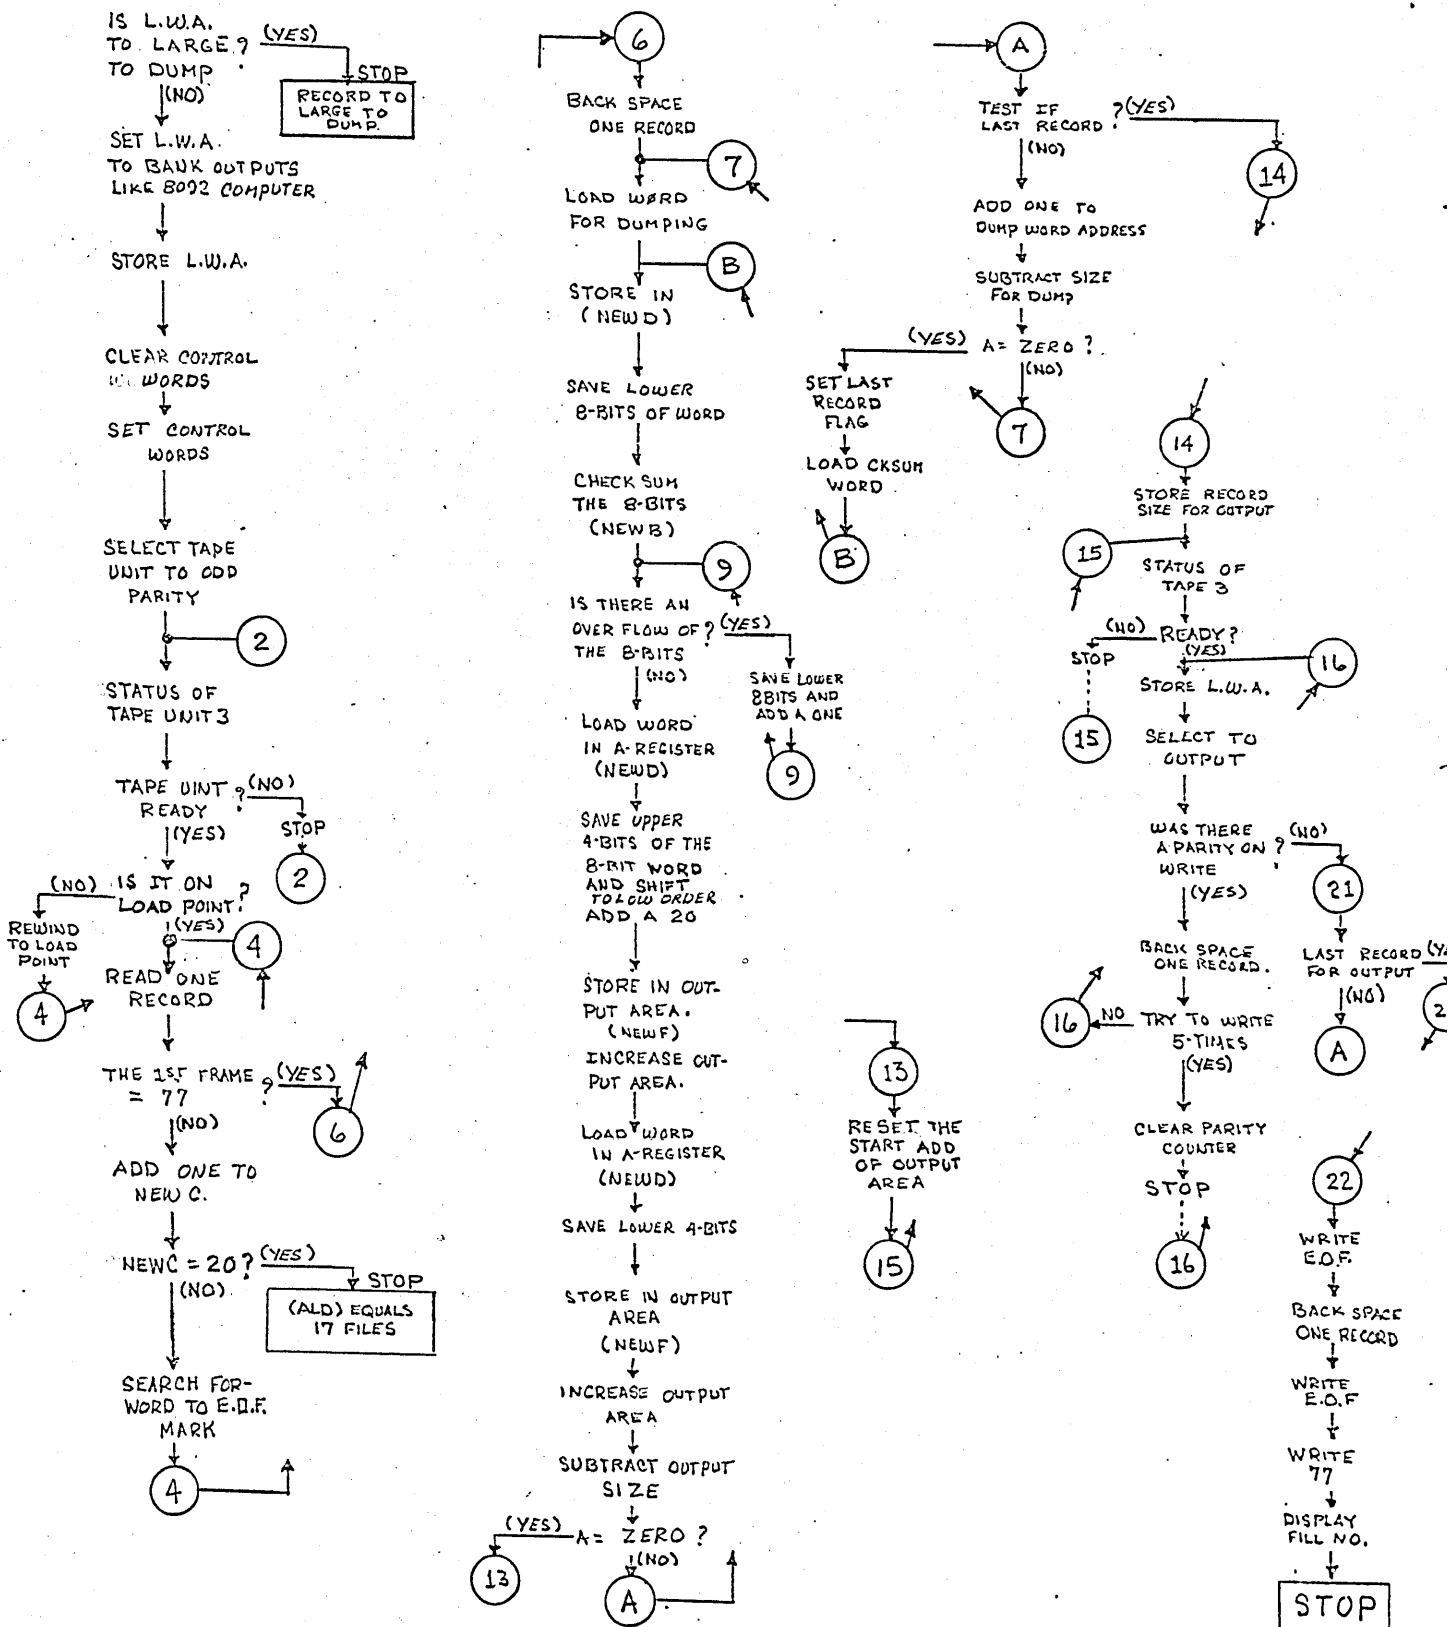 IS L.W.A.
TO LARGE ? (YES)
TO DUMP
(NO)
STOP
RECORD TO
LARGE TO
DUMP.
SET L.W.A.
TO BANK OUTPUTS
LIKE 8092 COMPUTER
STORE L.W.A.
CLEAR CONTROL
WORDS
SET CONTROL
WORDS
SELECT TAPE
UNIT TO ODD
PARITY
2
STATUS OF
TAPE UNIT 3
TAPE UINT ? (NO)
READY
(YES)
STOP
2
(NO) IS IT ON
LOAD POINT?
(YES)
REWIND
TO LOAD
POINT
4
4
READ ONE
RECORD
THE 1ST FRAME ? (YES)
= 77
(NO)
6
ADD ONE TO
NEW C.
NEWC = 20 ? (YES)
(NO)
STOP
(ALD) EQUALS
17 FILES
SEARCH FOR-
WORD TO E.O.F.
MARK
4
6
BACK SPACE
ONE RECORD
7
LOAD WORD
FOR DUMPING
B
STORE IN
(NEWD)
SAVE LOWER
8-BITS OF WORD
CHECK SUM
THE 8-BITS
(NEWB)
9
IS THERE AN
OVER FLOW OF ? (YES)
THE 8-BITS
(NO)
SAVE LOWER
8BITS AND
ADD A ONE
9
LOAD WORD
IN A-REGISTER
(NEWD)
SAVE UPPER
4-BITS OF THE
8-BIT WORD
AND SHIFT
TO LOW ORDER
ADD A 20
STORE IN OUT-
PUT AREA.
(NEWF)
INCREASE OUT-
PUT AREA.
LOAD WORD
IN A-REGISTER
(NEWD)
SAVE LOWER 4-BITS
STORE IN OUTPUT
AREA
(NEWF)
INCREASE OUTPUT
AREA
SUBTRACT OUTPUT
SIZE
(YES) A = ZERO ?
(NO)
13
A
A
TEST IF
LAST RECORD ? (YES)
(NO)
14
ADD ONE TO
DUMP WORD ADDRESS
SUBTRACT SIZE
FOR DUMP
(YES) A = ZERO ?
(NO)
7
SET LAST
RECORD
FLAG
LOAD CKSUM
WORD
B
13
RESET THE
START ADD
OF OUTPUT
AREA
15
14
STORE RECORD
SIZE FOR OUTPUT
15
STATUS OF
TAPE 3
(NO) READY?
(YES)
STOP
15
16
STORE L.W.A.
SELECT TO
OUTPUT
WAS THERE
A PARITY ON ? (NO)
WRITE
(YES)
21
BACK SPACE
ONE RECORD.
16 NO TRY TO WRITE
5-TIMES
(YES)
CLEAR PARITY
COUNTER
STOP
16
LAST RECORD
FOR OUTPUT
(NO)
A
22
WRITE
E.O.F.
BACK SPACE
ONE RECORD
WRITE
E.O.F
WRITE
77
DISPLAY
FILL NO.
STOP